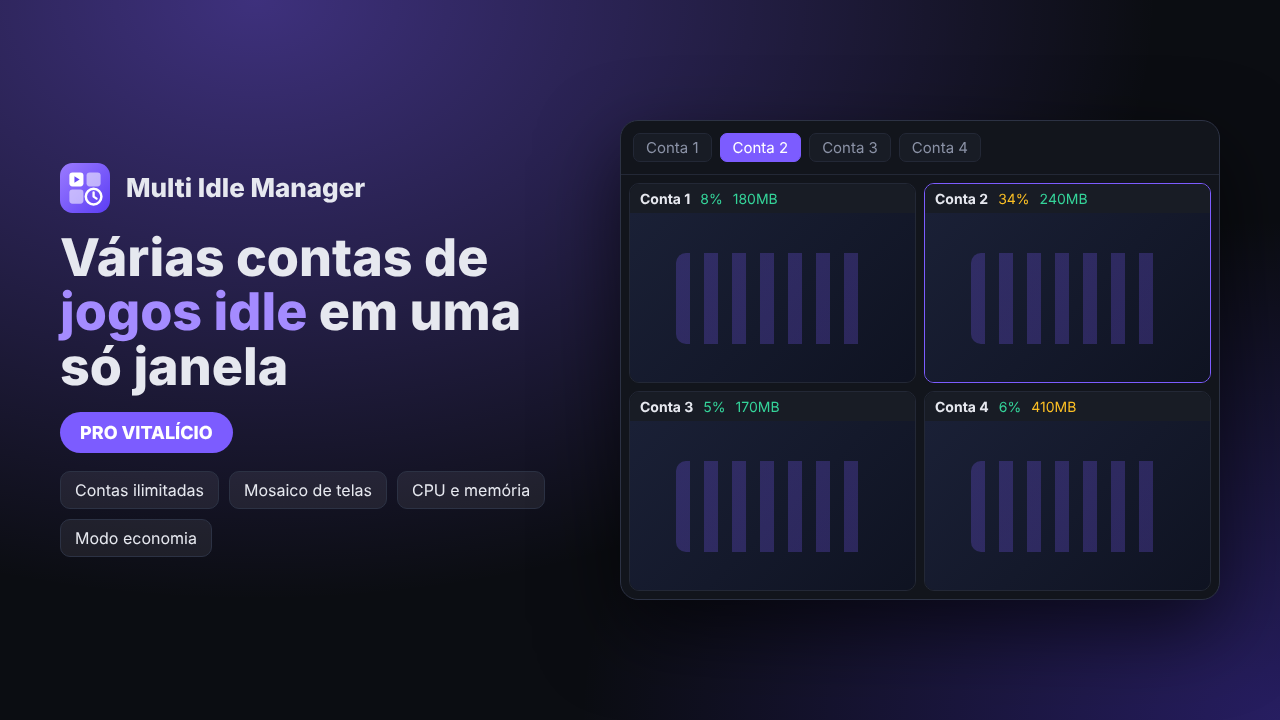 Multi Idle Manager
Várias contas de
jogos idle em uma
só janela
PRO VITALÍCIO
Contas ilimitadas
Mosaico de telas
CPU e memória
Modo economia
Conta 1
Conta 2
Conta 3
Conta 4
Conta 1 8% 180MB
Conta 2 34% 240MB
Conta 3 5% 170MB
Conta 4 6% 410MB